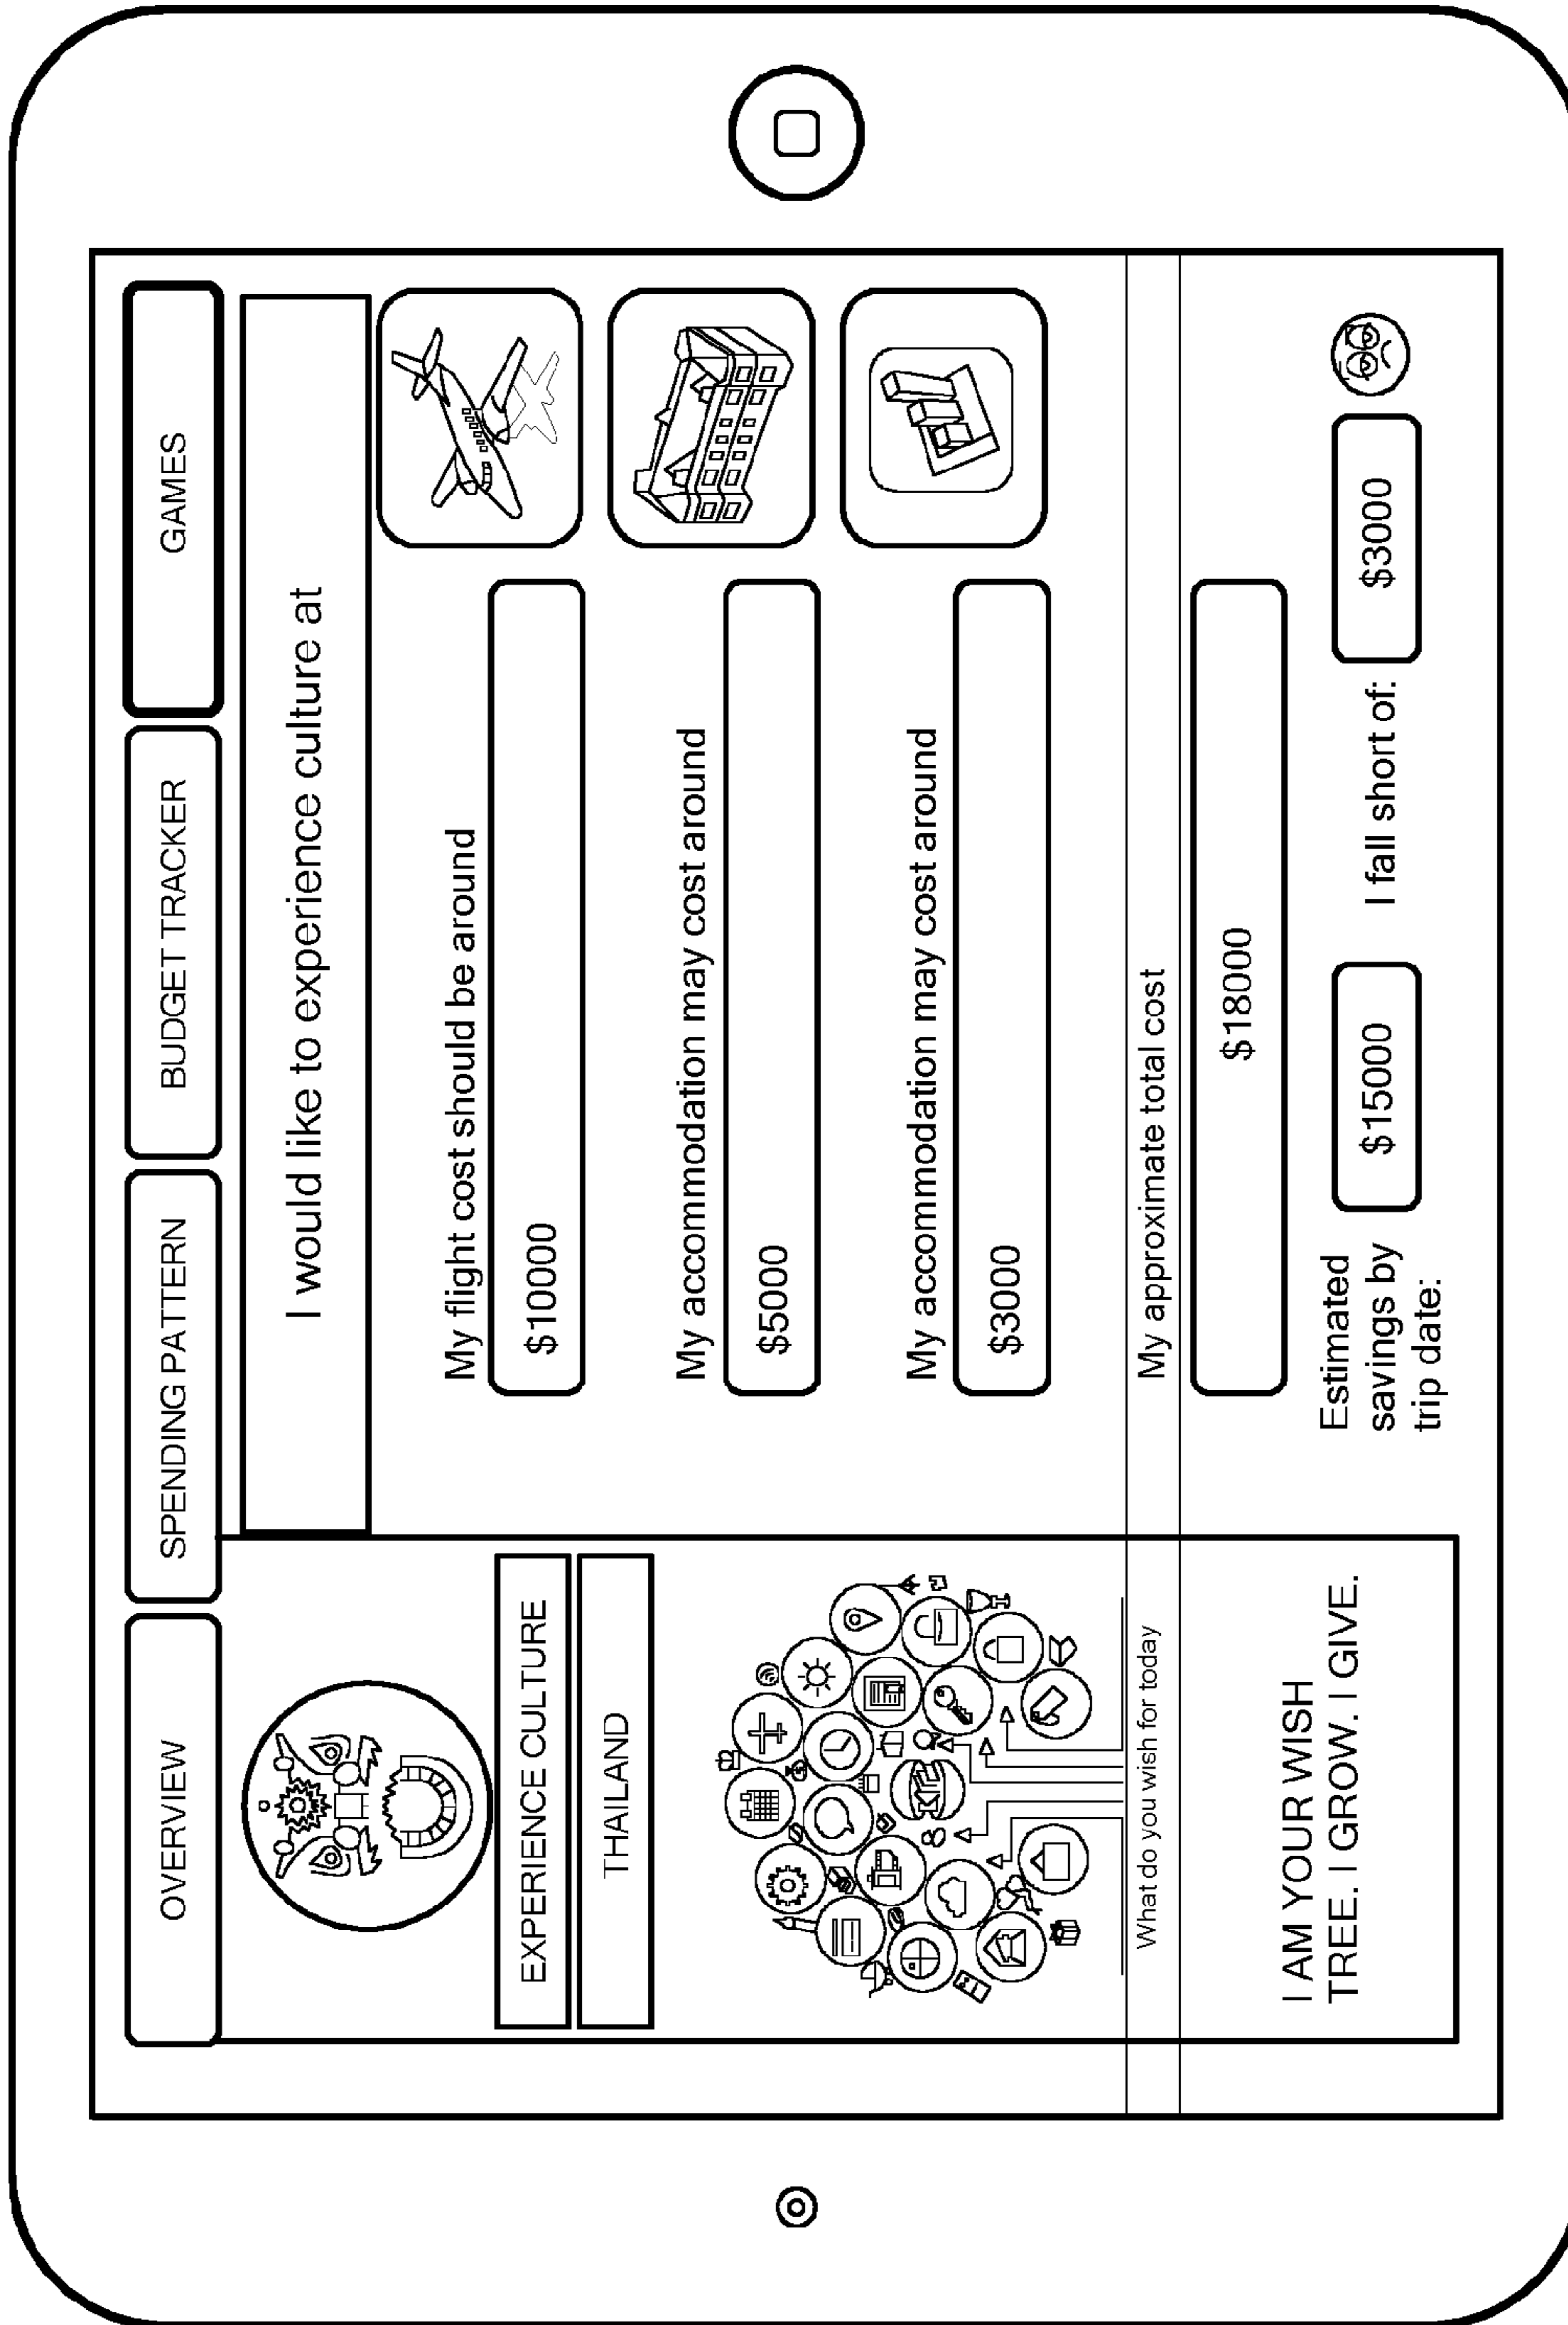 OVERVIEW
SPENDING PATTERN
BUDGET TRACKER
GAMES
EXPERIENCE CULTURE
THAILAND
What do you wish for today
I AM YOUR WISH
TREE. I GROW. I GIVE.
I would like to experience culture at
My flight cost should be around
$10000
My accommodation may cost around
$5000
My accommodation may cost around
$3000
My approximate total cost
$18000
Estimated
savings by
trip date:
$15000
I fall short of:
$3000